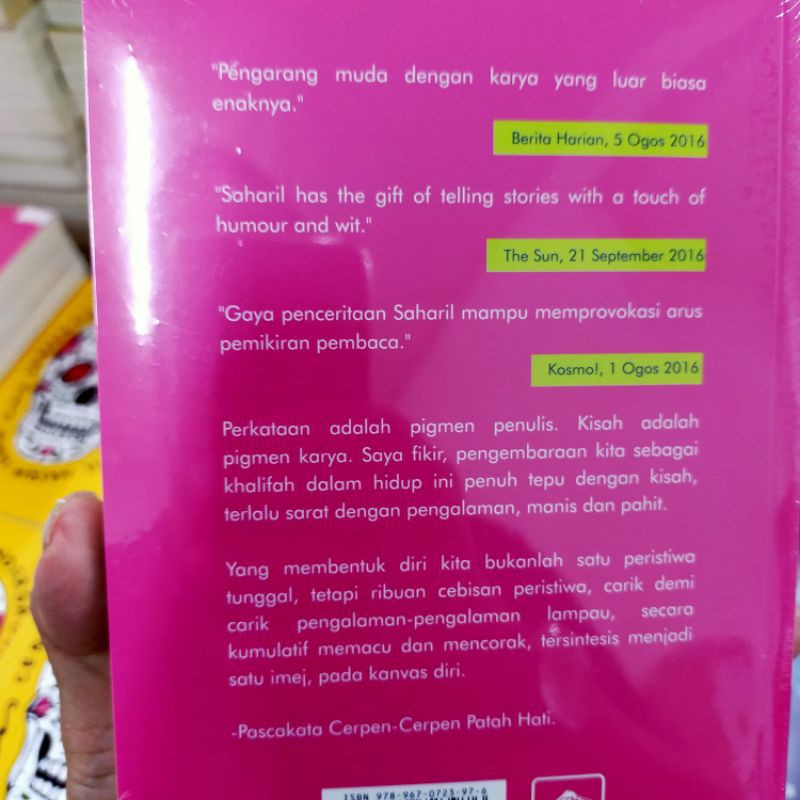 "Pengarang muda dengan karya yang luar biasa
enaknya."
Berita Harian, 5 Ogos 2016
"Saharil has the gift of telling stories with a touch of
humour and wit."
The Sun, 21 September 2016
"Gaya penceritaan Saharil mampu memprovokasi arus
pemikiran pembaca."
Kosmo!, 1 Ogos 2016
Perkataan adalah pigmen penulis. Kisah adalah
pigmen karya. Saya fikir, pengembaraan kita sebagai
khalifah dalam hidup ini penuh tepu dengan kisah,
terlalu sarat dengan pengalaman, manis dan pahit.
Yang membentuk diri kita bukanlah satu peristiwa
tunggal, tetapi ribuan cebisan peristiwa, carik demi
carik pengalaman-pengalaman lampau, secara
kumulatif memacu dan mencorak, tersintesis menjadi
satu imej, pada kanvas diri.
-Pascakata Cerpen-Cerpen Patah Hati.
ISBN 978-967-0723-97-6